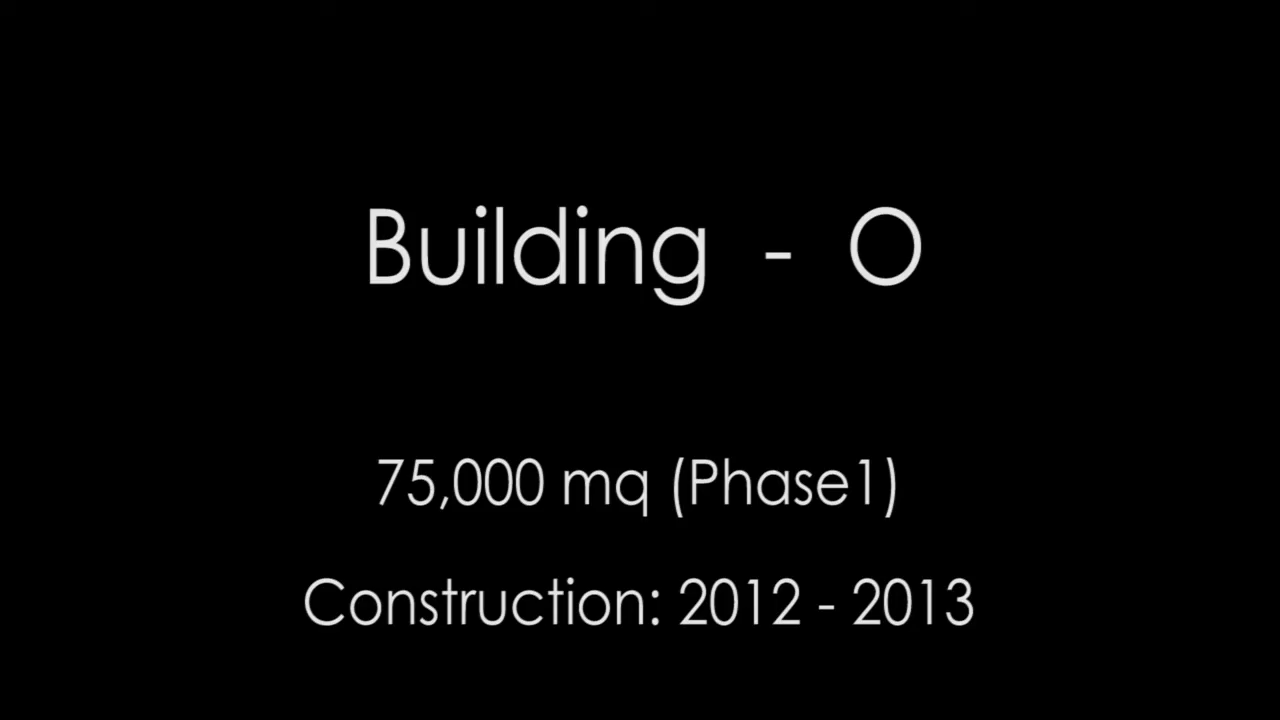 Building - O
75,000 mq (Phase1)
Construction: 2012 - 2013